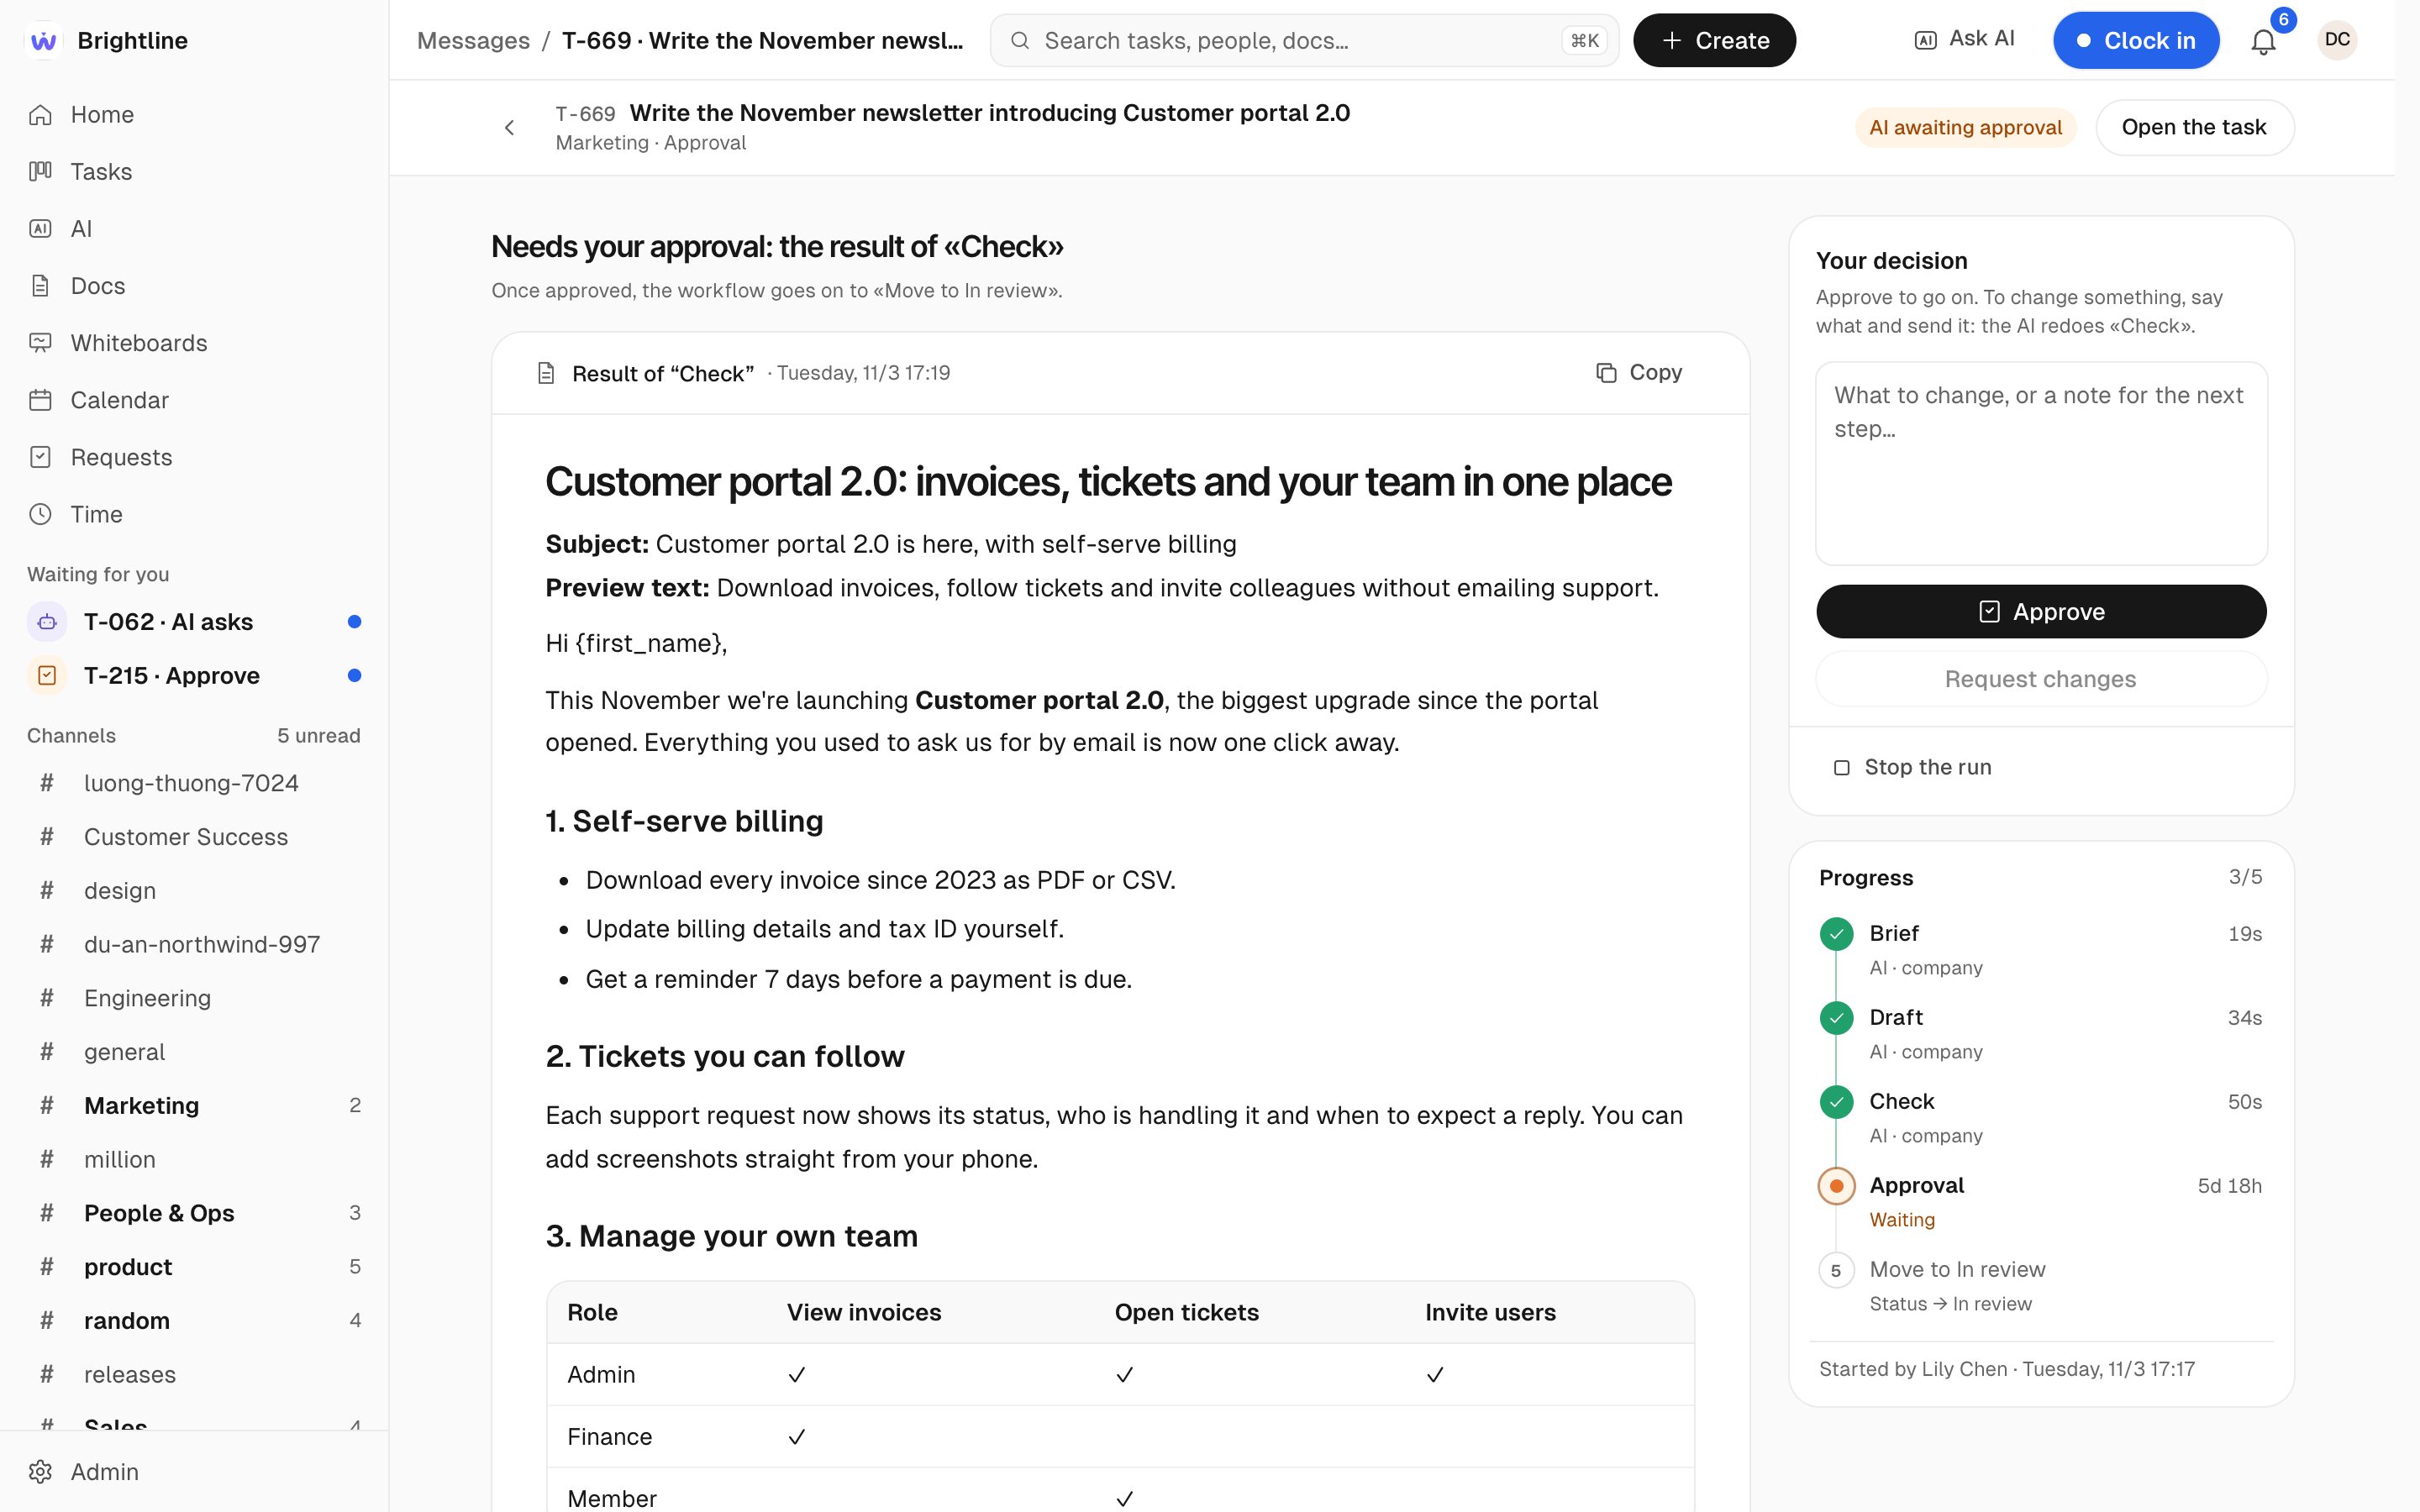 Brightline
Home
Tasks
AI
Docs
Whiteboards
Calendar
Requests
Time
Waiting for you
T-062 · AI asks
T-215 · Approve
Channels 5 unread
# luong-thuong-7024
# Customer Success
# design
# du-an-northwind-997
# Engineering
# general
# Marketing 2
# million
# People & Ops 3
# product 5
# random 4
# releases
# Sales 4
Admin
Messages / T-669 · Write the November newsl...
Search tasks, people, docs... ⌘K
+ Create
AI Ask AI
Clock in
6
DC
T-669 Write the November newsletter introducing Customer portal 2.0
Marketing · Approval
AI awaiting approval
Open the task
Needs your approval: the result of «Check»
Once approved, the workflow goes on to «Move to In review».
Result of “Check” · Tuesday, 11/3 17:19
Copy
Customer portal 2.0: invoices, tickets and your team in one place
Subject: Customer portal 2.0 is here, with self-serve billing
Preview text: Download invoices, follow tickets and invite colleagues without emailing support.
Hi {first_name},
This November we're launching Customer portal 2.0, the biggest upgrade since the portal
opened. Everything you used to ask us for by email is now one click away.
1. Self-serve billing
• Download every invoice since 2023 as PDF or CSV.
• Update billing details and tax ID yourself.
• Get a reminder 7 days before a payment is due.
2. Tickets you can follow
Each support request now shows its status, who is handling it and when to expect a reply. You can
add screenshots straight from your phone.
3. Manage your own team
Role View invoices Open tickets Invite users
Admin ✓ ✓ ✓
Finance ✓
Member ✓
Your decision
Approve to go on. To change something, say
what and send it: the AI redoes «Check».
What to change, or a note for the next
step...
Approve
Request changes
Stop the run
Progress 3/5
Brief 19s
AI · company
Draft 34s
AI · company
Check 50s
AI · company
Approval 5d 18h
Waiting
5 Move to In review
Status → In review
Started by Lily Chen · Tuesday, 11/3 17:17